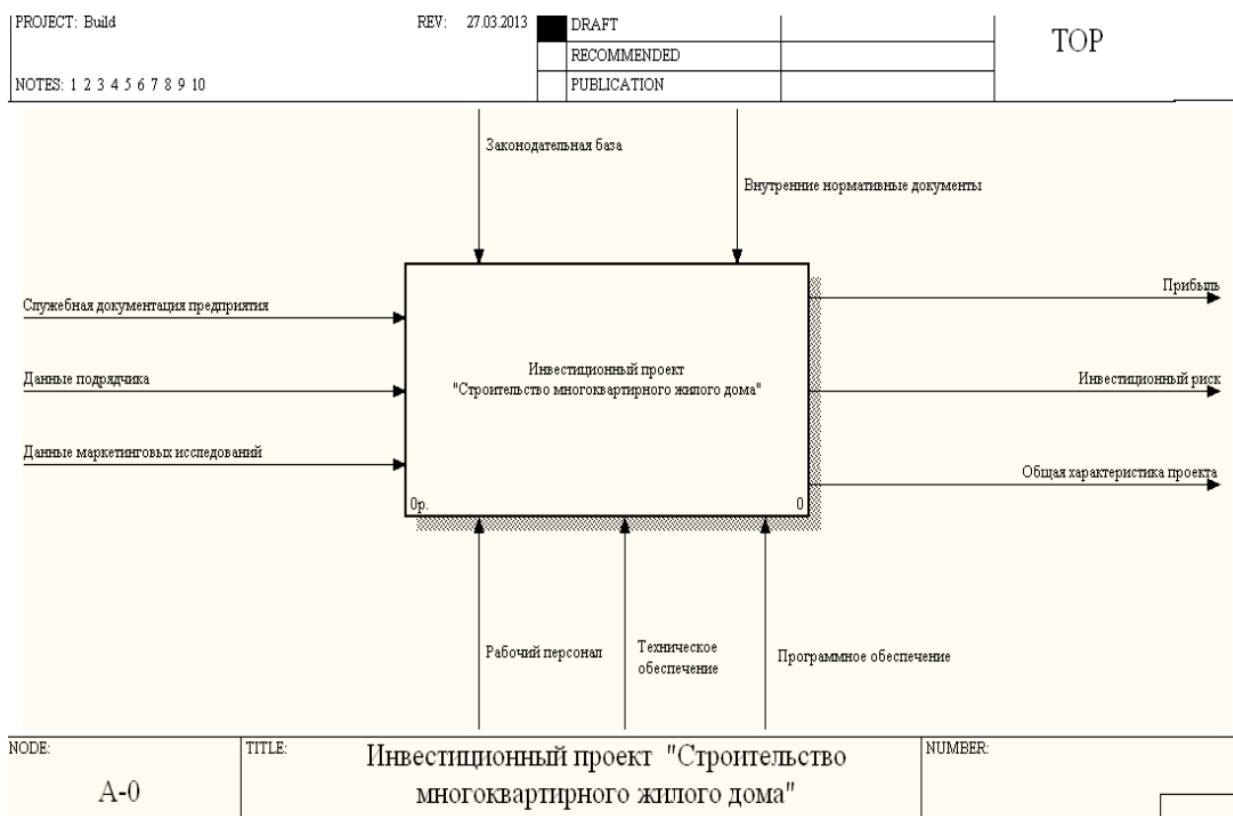 PROJECT: Build
REV: 27.03.2013
DRAFT
TOP
RECOMMENDED
NOTES: 1 2 3 4 5 6 7 8 9 10
PUBLICATION
Законодательная база
Внутренние нормативные документы
Служебная документация предприятия
Данные подрядчика
Данные маркетинговых исследований
Инвестиционный проект
"Строительство многоквартирного жилого дома"
0р.
0
Прибыль
Инвестиционный риск
Общая характеристика проекта
Рабочий персонал
Техническое
обеспечение
Программное обеспечение
NODE:
A-0
TITLE:
Инвестиционный проект "Строительство
многоквартирного жилого дома"
NUMBER: